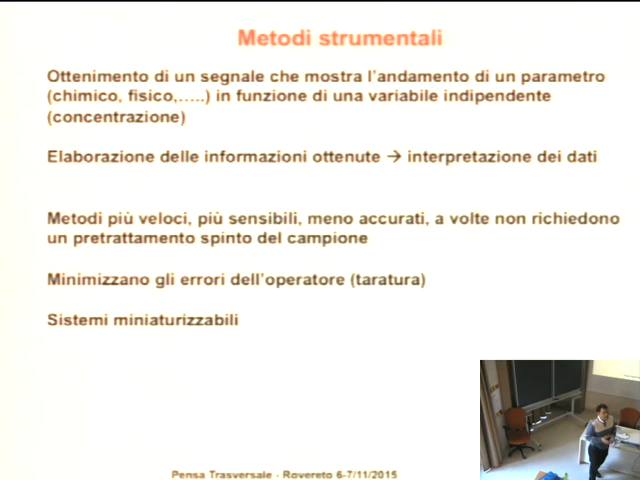 Metodi strumentali
Ottenimento di un segnale che mostra l'andamento di un parametro
(chimico, fisico,.....) in funzione di una variabile indipendente
(concentrazione)
Elaborazione delle informazioni ottenute → interpretazione dei dati
Metodi più veloci, più sensibili, meno accurati, a volte non richiedono
un pretrattamento spinto del campione
Minimizzano gli errori dell'operatore (taratura)
Sistemi miniaturizzabili
Pensa Trasversale - Rovereto 6-7/11/2015